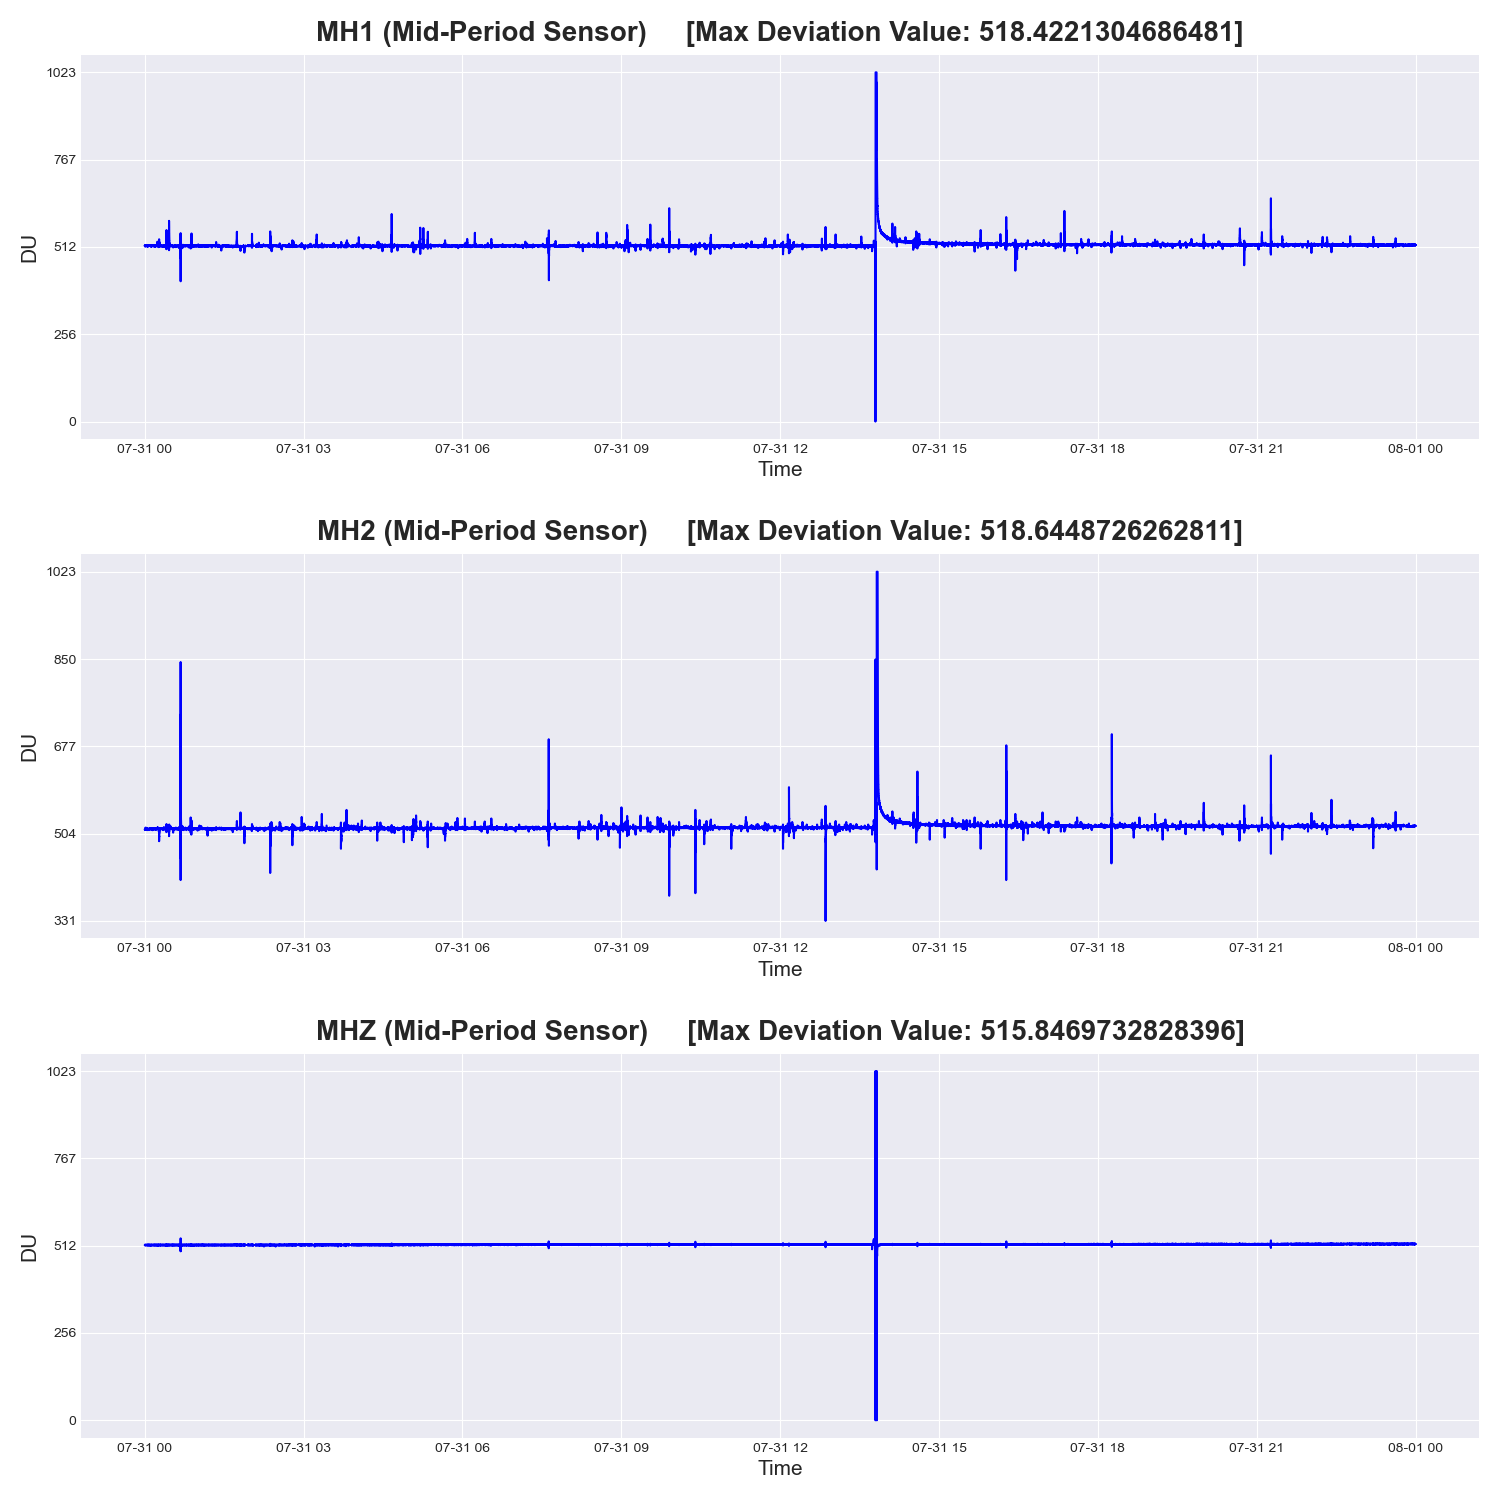 MH1 (Mid-Period Sensor) [Max Deviation Value: 518.4221304686481]
1023
767
512
256
0
DU
07-31 00 07-31 03 07-31 06 07-31 09 07-31 12 07-31 15 07-31 18 07-31 21 08-01 00
Time
MH2 (Mid-Period Sensor) [Max Deviation Value: 518.6448726262811]
1023
850
677
504
331
DU
07-31 00 07-31 03 07-31 06 07-31 09 07-31 12 07-31 15 07-31 18 07-31 21 08-01 00
Time
MHZ (Mid-Period Sensor) [Max Deviation Value: 515.8469732828396]
1023
767
512
256
0
DU
07-31 00 07-31 03 07-31 06 07-31 09 07-31 12 07-31 15 07-31 18 07-31 21 08-01 00
Time